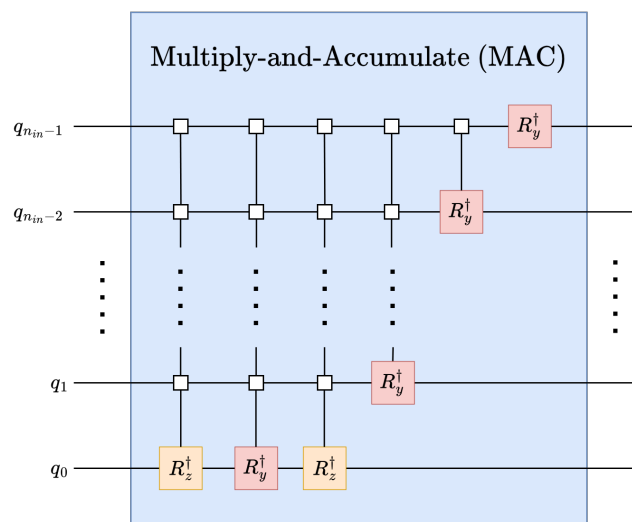 Multiply-and-Accumulate (MAC)
q_{n_{in}-1} R_y^†
q_{n_{in}-2} R_y^†
q_1 R_y^†
q_0 R_z^† R_y^† R_z^†